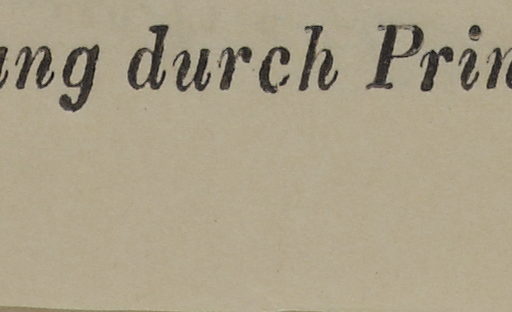 ung durch Prin